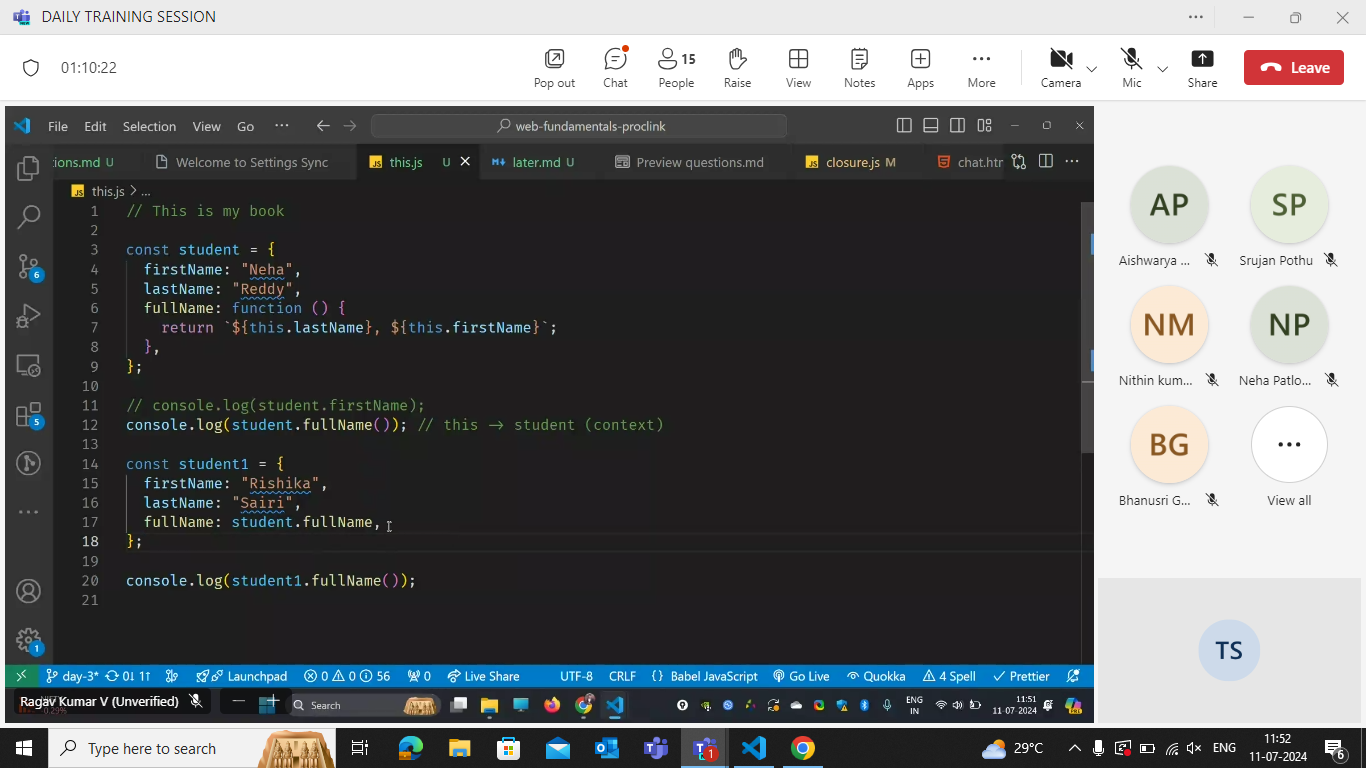 DAILY TRAINING SESSION
01:10:22
Pop out
Chat
15
People
Raise
View
Notes
Apps
More
Camera
Mic
Share
Leave
File Edit Selection View Go
web-fundamentals-proclink
ions.md U
Welcome to Settings Sync
this.js U
later.md U
Preview questions.md
closure.js M
chat.htr
this.js > ...
1 // This is my book
2
3 const student = {
4 firstName: "Neha",
5 lastName: "Reddy",
6 fullName: function () {
7 return `${this.lastName}, ${this.firstName}`;
8 },
9 };
10
11 // console.log(student.firstName);
12 console.log(student.fullName()); // this → student (context)
13
14 const student1 = {
15 firstName: "Rishika",
16 lastName: "Sairi",
17 fullName: student.fullName,
18 };
19
20 console.log(student1.fullName());
21
6
5
1
day-3* 0↓ 1↑ Launchpad 0 0 56 0 Live Share UTF-8 CRLF {} Babel JavaScript Go Live Quokka 4 Spell Prettier
Ragav Kumar V (Unverified)
0.29%
Search
ENG
IN
11:51
11-07-2024
AP
Aishwarya ...
SP
Srujan Pothu
NM
Nithin kum...
NP
Neha Patlo...
BG
Bhanusri G...
View all
TS
Type here to search
1
29°C
ENG
11:52
11-07-2024
6